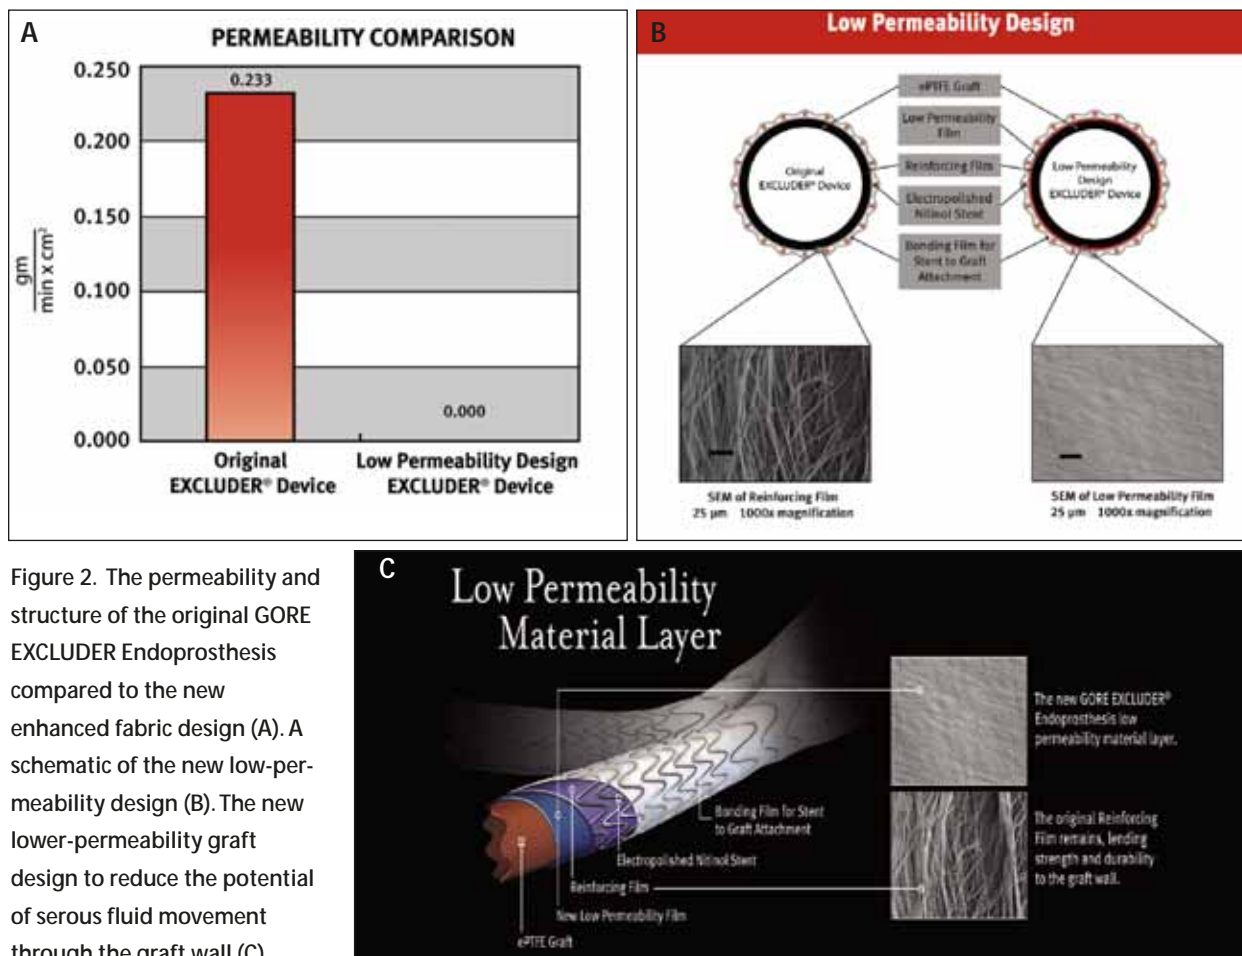 A
PERMEABILITY COMPARISON
0.250
0.200
0.150
0.100
0.050
0.000
gm
min x cm²
0.233
0.000
Original
EXCLUDER® Device
Low Permeability Design
EXCLUDER® Device
B
Low Permeability Design
ePTFE Graft
Low Permeability
Film
Reinforcing Film
Electropolished
Nitinol Stent
Bonding Film for
Stent to Graft
Attachment
Original
EXCLUDER® Device
Low Permeability
Design
EXCLUDER® Device
SEM of Reinforcing Film
25 µm 1000x magnification
SEM of Low Permeability Film
25 µm 1000x magnification
Figure 2. The permeability and
structure of the original GORE
EXCLUDER Endoprosthesis
compared to the new
enhanced fabric design (A). A
schematic of the new low-per-
meability design (B). The new
lower-permeability graft
design to reduce the potential
of serous fluid movement
through the graft wall (C)
C
Low Permeability
Material Layer
The new GORE EXCLUDER®
Endoprosthesis low
permeability material layer.
The original Reinforcing
Film remains, lending
strength and durability
to the graft wall.
Bonding Film for Stent
to Graft Attachment
Electropolished Nitinol Stent
Reinforcing Film
New Low Permeability Film
ePTFE Graft